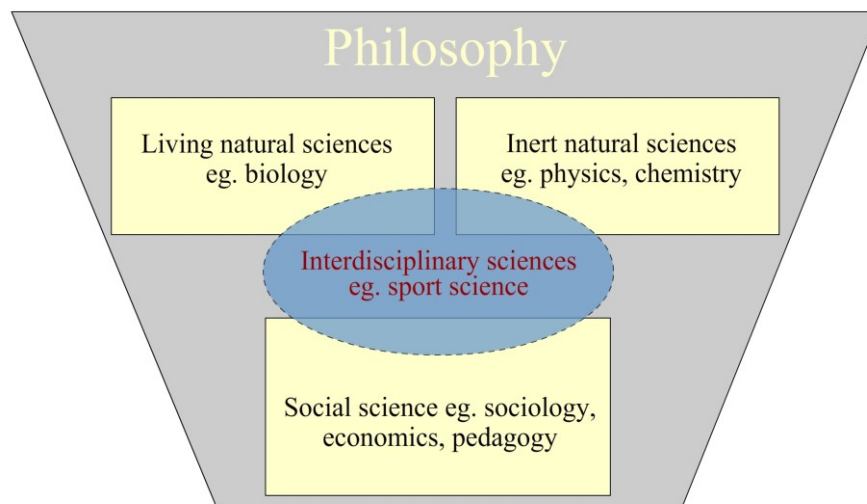 Philosophy
Living natural sciences
eg. biology
Inert natural sciences
eg. physics, chemistry
Interdisciplinary sciences
eg. sport science
Social science eg. sociology,
economics, pedagogy